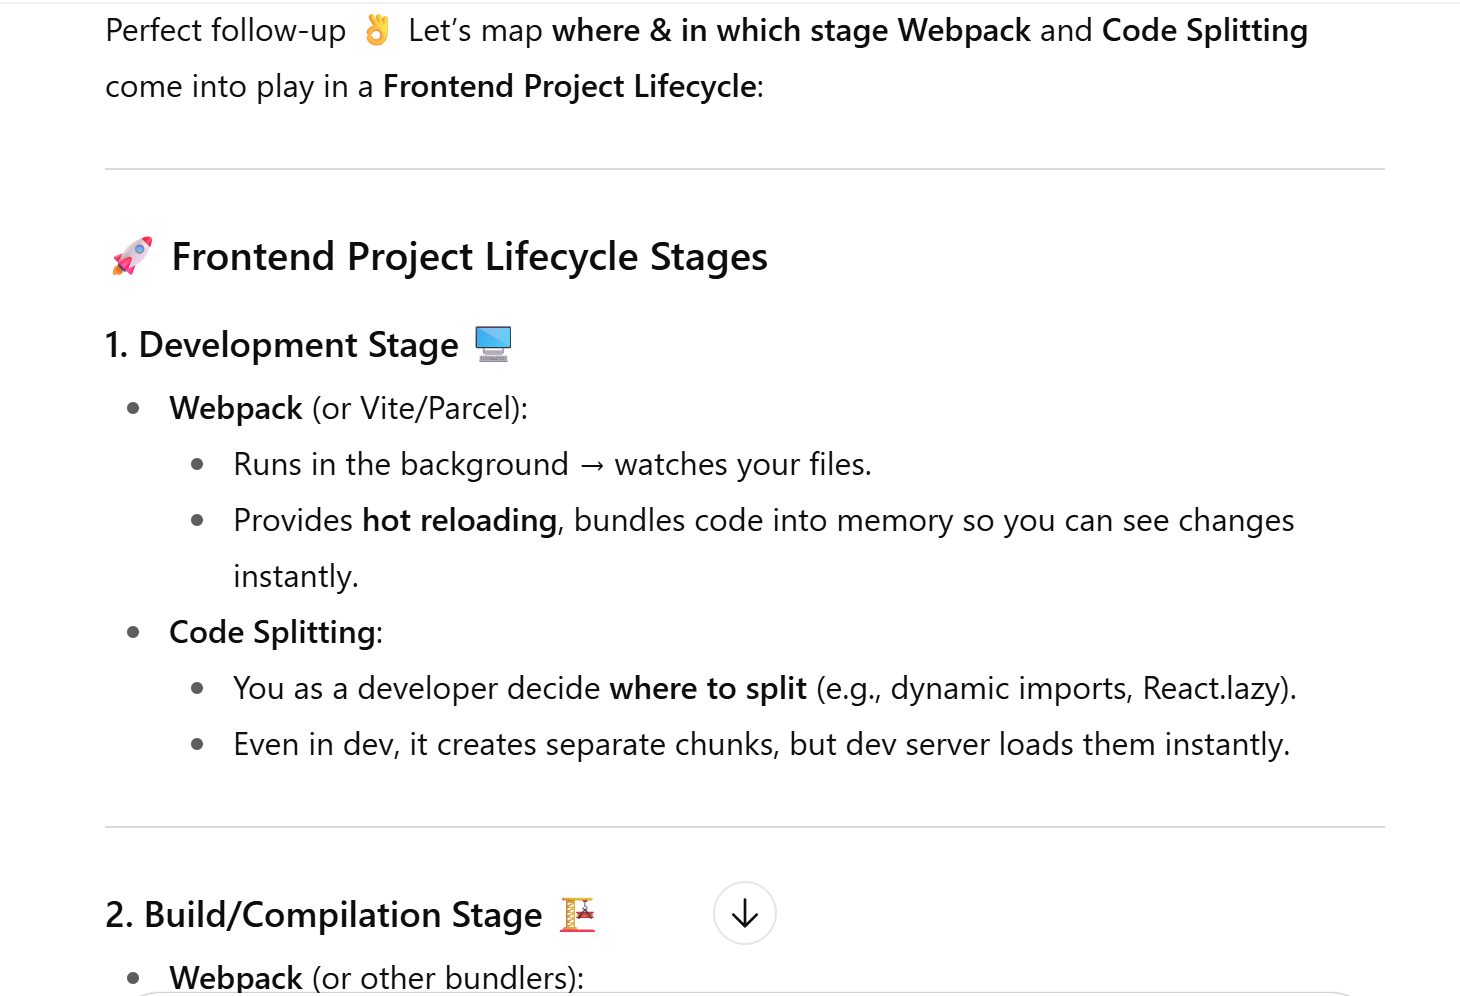 Perfect follow-up 👌 Let’s map where & in which stage Webpack and Code Splitting
come into play in a Frontend Project Lifecycle:
🚀 Frontend Project Lifecycle Stages
1. Development Stage 🖥️
• Webpack (or Vite/Parcel):
• Runs in the background → watches your files.
• Provides hot reloading, bundles code into memory so you can see changes
instantly.
• Code Splitting:
• You as a developer decide where to split (e.g., dynamic imports, React.lazy).
• Even in dev, it creates separate chunks, but dev server loads them instantly.
2. Build/Compilation Stage 🏗️
• Webpack (or other bundlers):